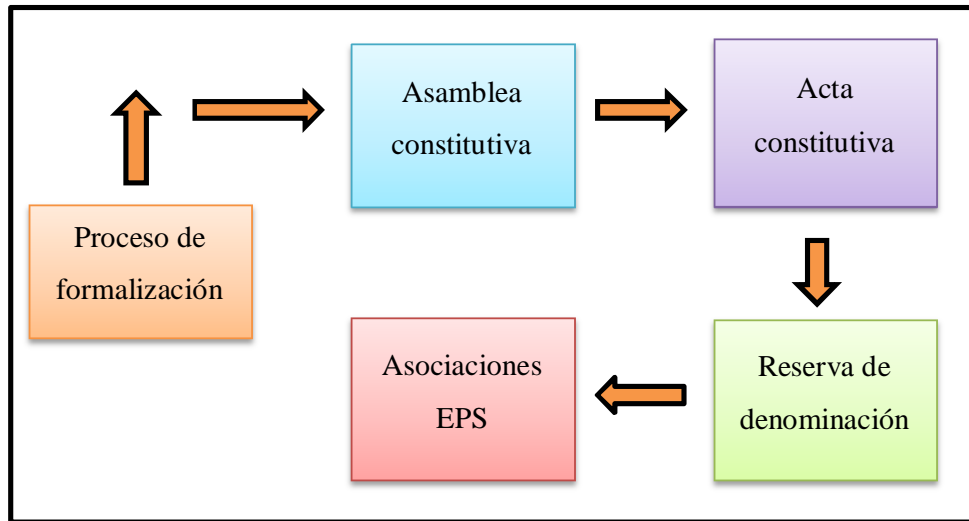 Proceso de
formalización
Asamblea
constitutiva
Acta
constitutiva
Reserva de
denominación
Asociaciones
EPS